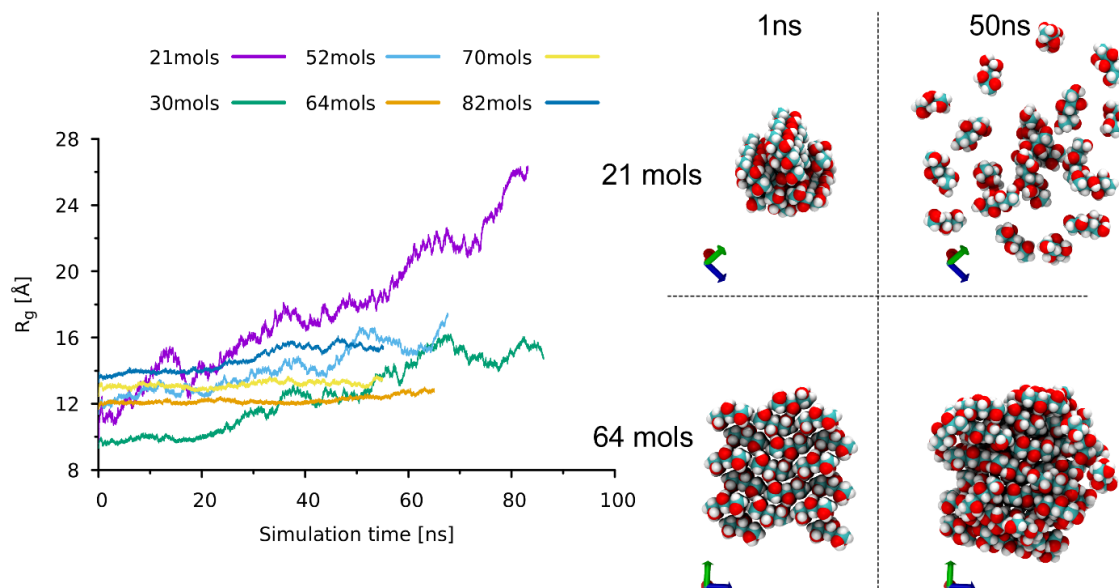 21mols 52mols 70mols
30mols 64mols 82mols
28
24
20
16
12
8
Rg [Å]
0 20 40 60 80 100
Simulation time [ns]
1ns 50ns
21 mols
64 mols